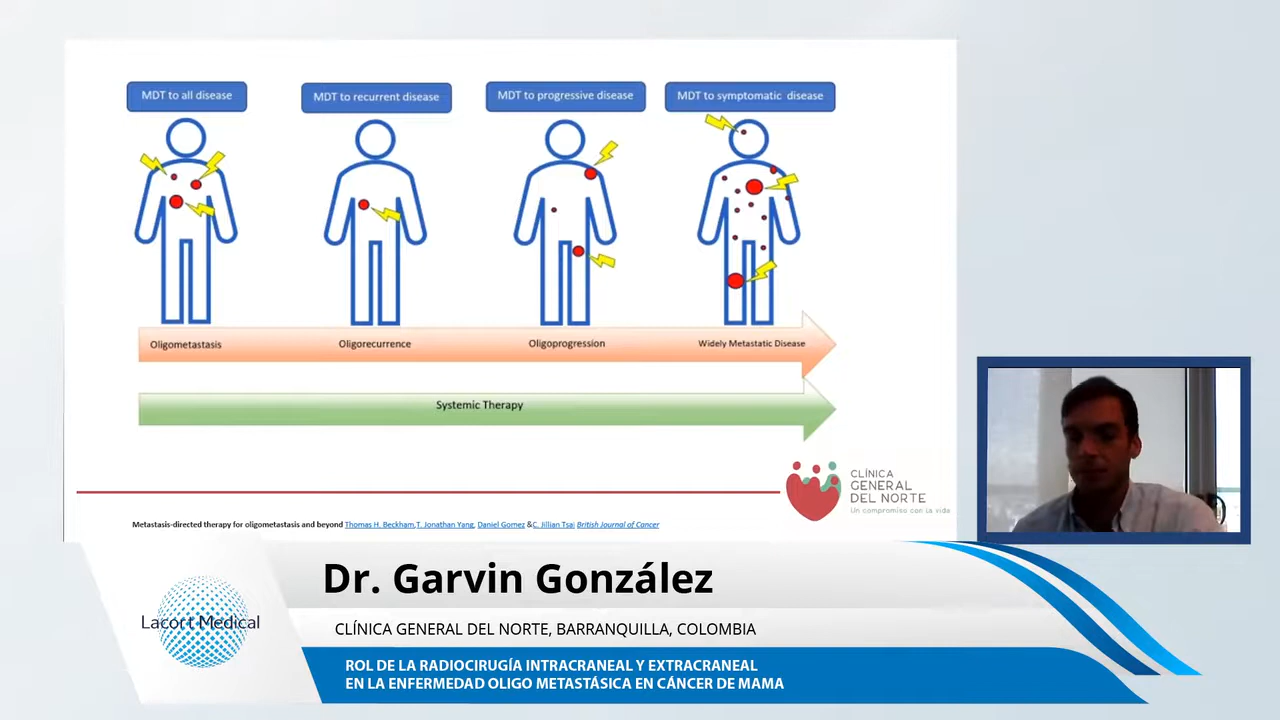 MDT to all disease
MDT to recurrent disease
MDT to progressive disease
MDT to symptomatic disease
Oligometastasis
Oligorecurrence
Oligoprogression
Widely Metastatic Disease
Systemic Therapy
CLÍNICA
GENERAL
DEL NORTE
Un compromiso con la vida
Metastasis-directed therapy for oligometastasis and beyond Thomas H. Beckham,T. Jonathan Yang, Daniel Gomez &C. Jillian Tsai British Journal of Cancer
Dr. Garvin González
Lacort Medical
CLÍNICA GENERAL DEL NORTE, BARRANQUILLA, COLOMBIA
ROL DE LA RADIOCIRUGÍA INTRACRANEAL Y EXTRACRANEAL
EN LA ENFERMEDAD OLIGO METASTÁSICA EN CÁNCER DE MAMA